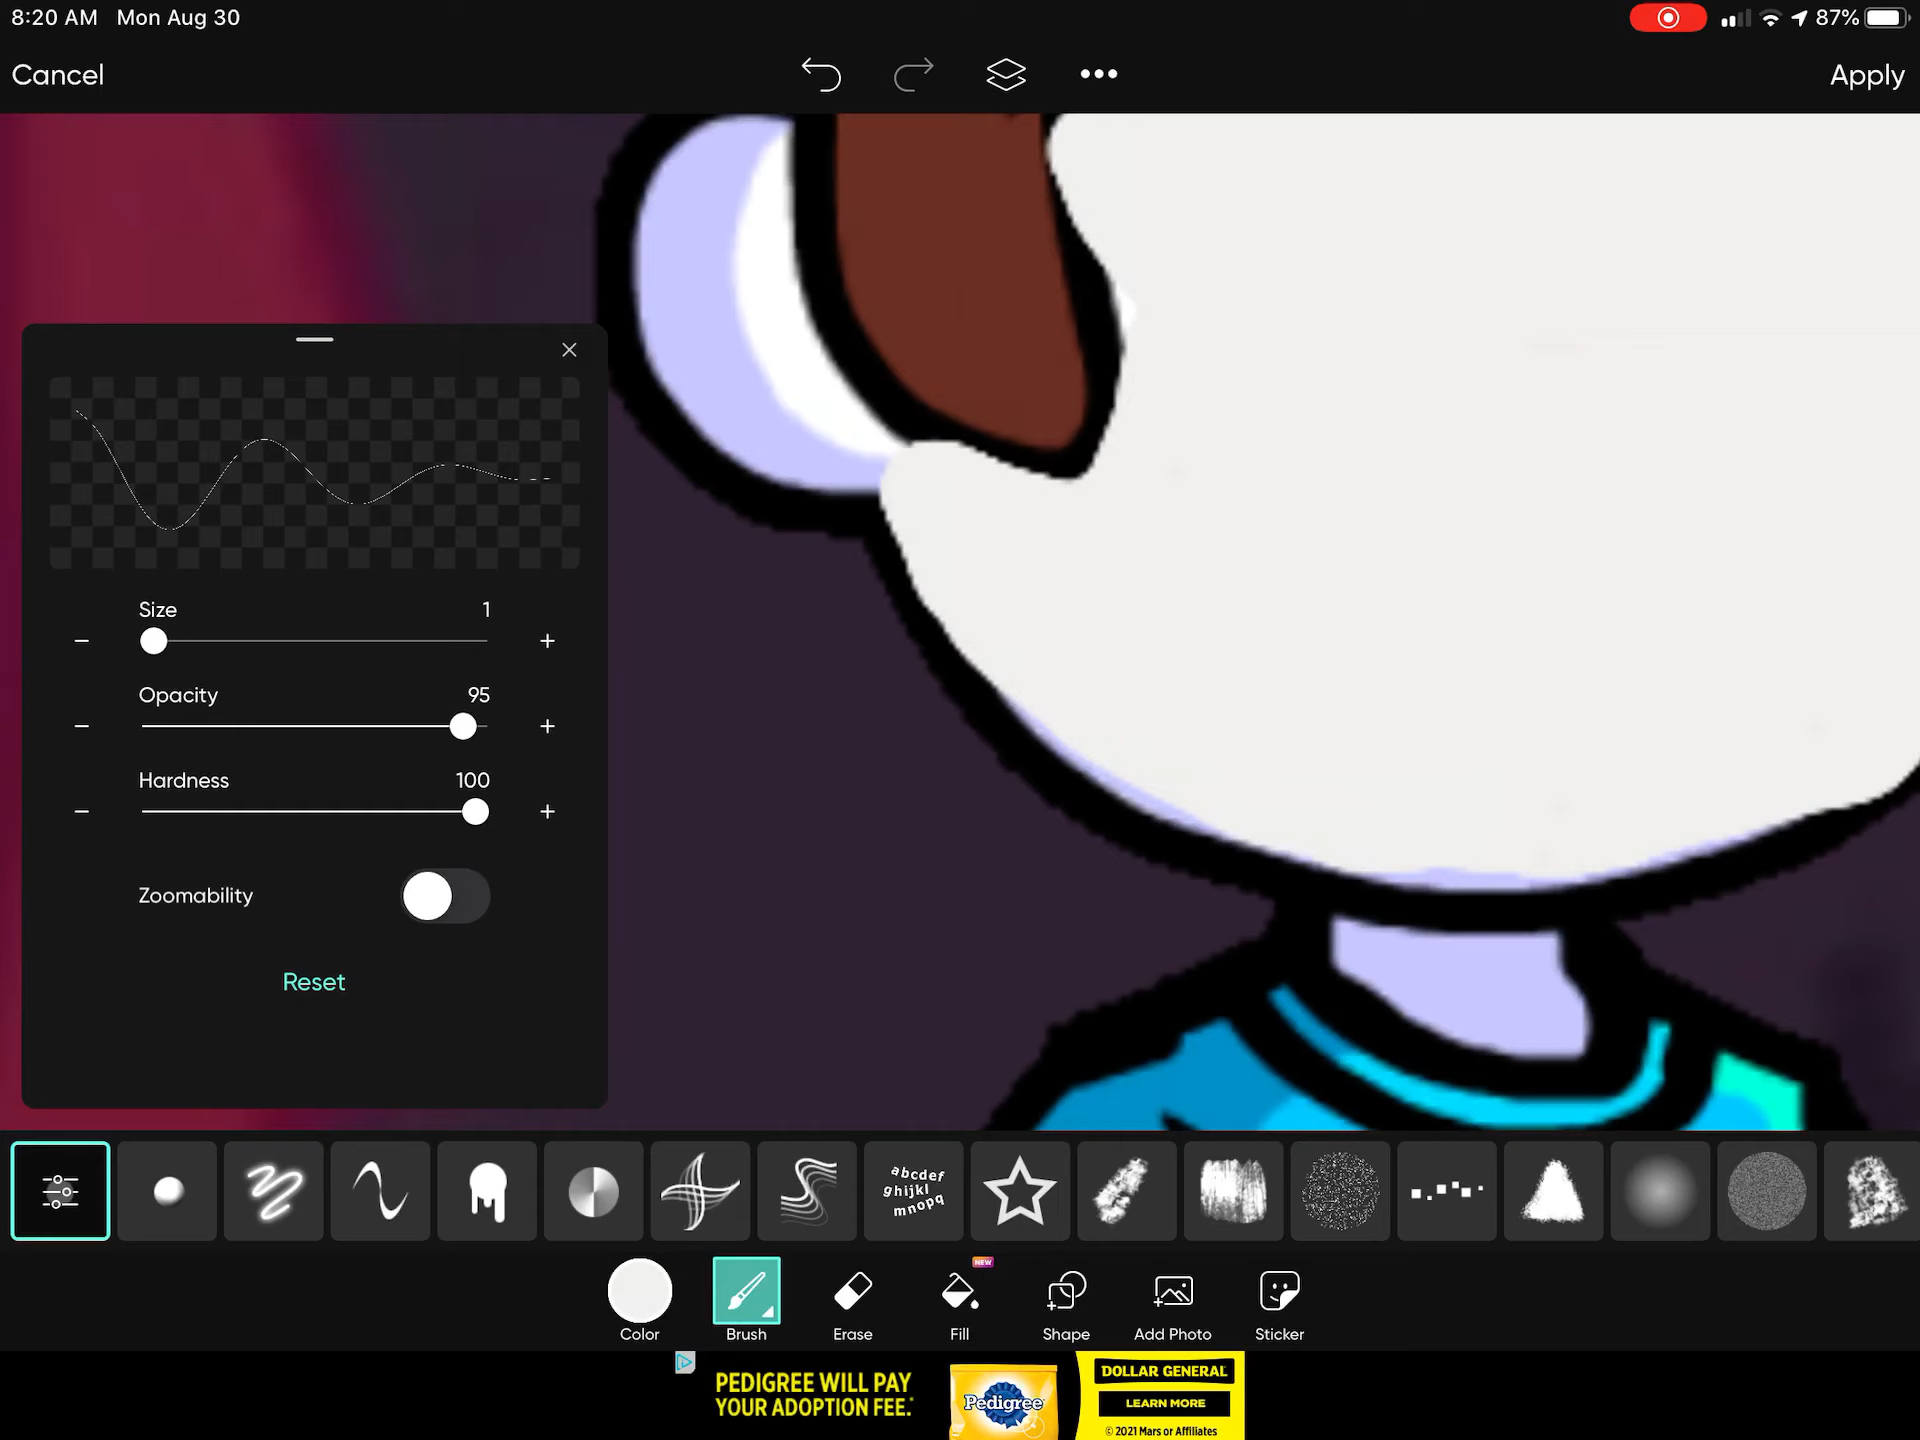 8:20 AM Mon Aug 30
87%
Cancel
Apply
Size 1
Opacity 95
Hardness 100
Zoomability
Reset
abcdef
ghijkl
mnopq
NEW
Color
Brush
Erase
Fill
Shape
Add Photo
Sticker
PEDIGREE WILL PAY
YOUR ADOPTION FEE.*
Pedigree
DOLLAR GENERAL
LEARN MORE
© 2021 Mars or Affiliates